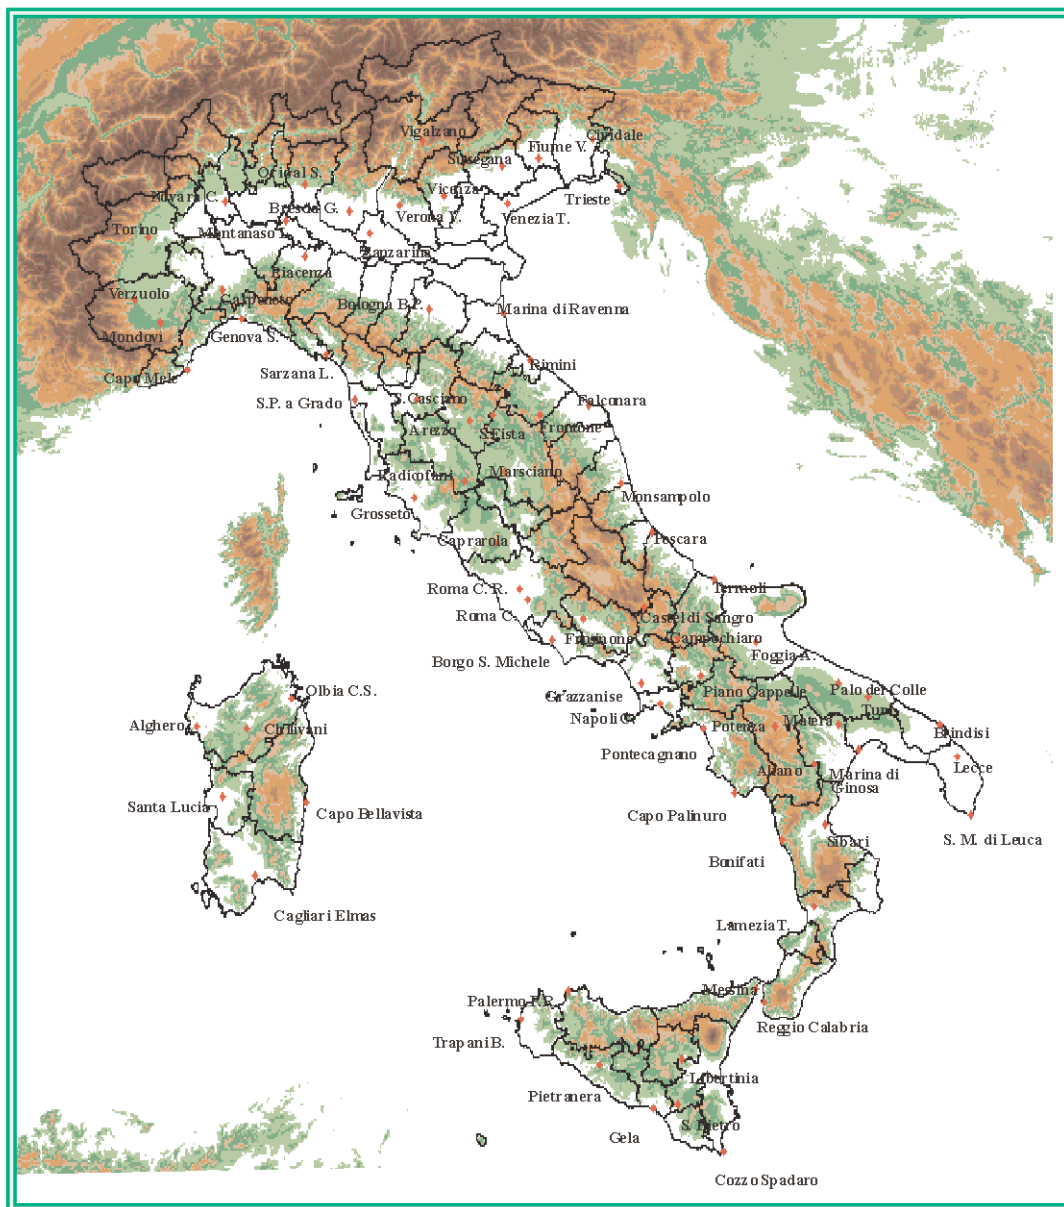 Vigalzano
Cividale
Fiume V.
Susegana
Vicenza
Trieste
Novara C.
Brescia G.
Verona V.
Venezia T.
Torino
Montanaso L.
Zanzarina
Piacenza
Verzuolo
Carpeneto
Bologna B.P.
Marina di Ravenna
Mondovi
Genova S.
Capo Mele
Sarzana L.
Rimini
S.P. a Grado
S.Casciano
Falconara
Arezzo
S.Fista
Frontone
Radicofani
Marsciano
Monsampolo
Grosseto
Caprarola
Pescara
Roma C. R.
Termoli
Roma C.
Castel di Sangro
Frosinone
Campochiaro
Borgo S. Michele
Foggia A.
Olbia C.S.
Grazzanise
Piano Cappelle
Palo del Colle
Alghero
Chilivani
Napoli C.
Turi
Potenza
Matera
Brindisi
Pontecagnano
Aliano
Marina di
Ginosa
Lecce
Santa Lucia
Capo Bellavista
Capo Palinuro
Sibari
S. M. di Leuca
Bonifati
Cagliari Elmas
Lamezia T.
Messina
Palermo P.R.
Reggio Calabria
Trapani B.
Libertinia
Pietranera
S. Pietro
Gela
Cozzo Spadaro